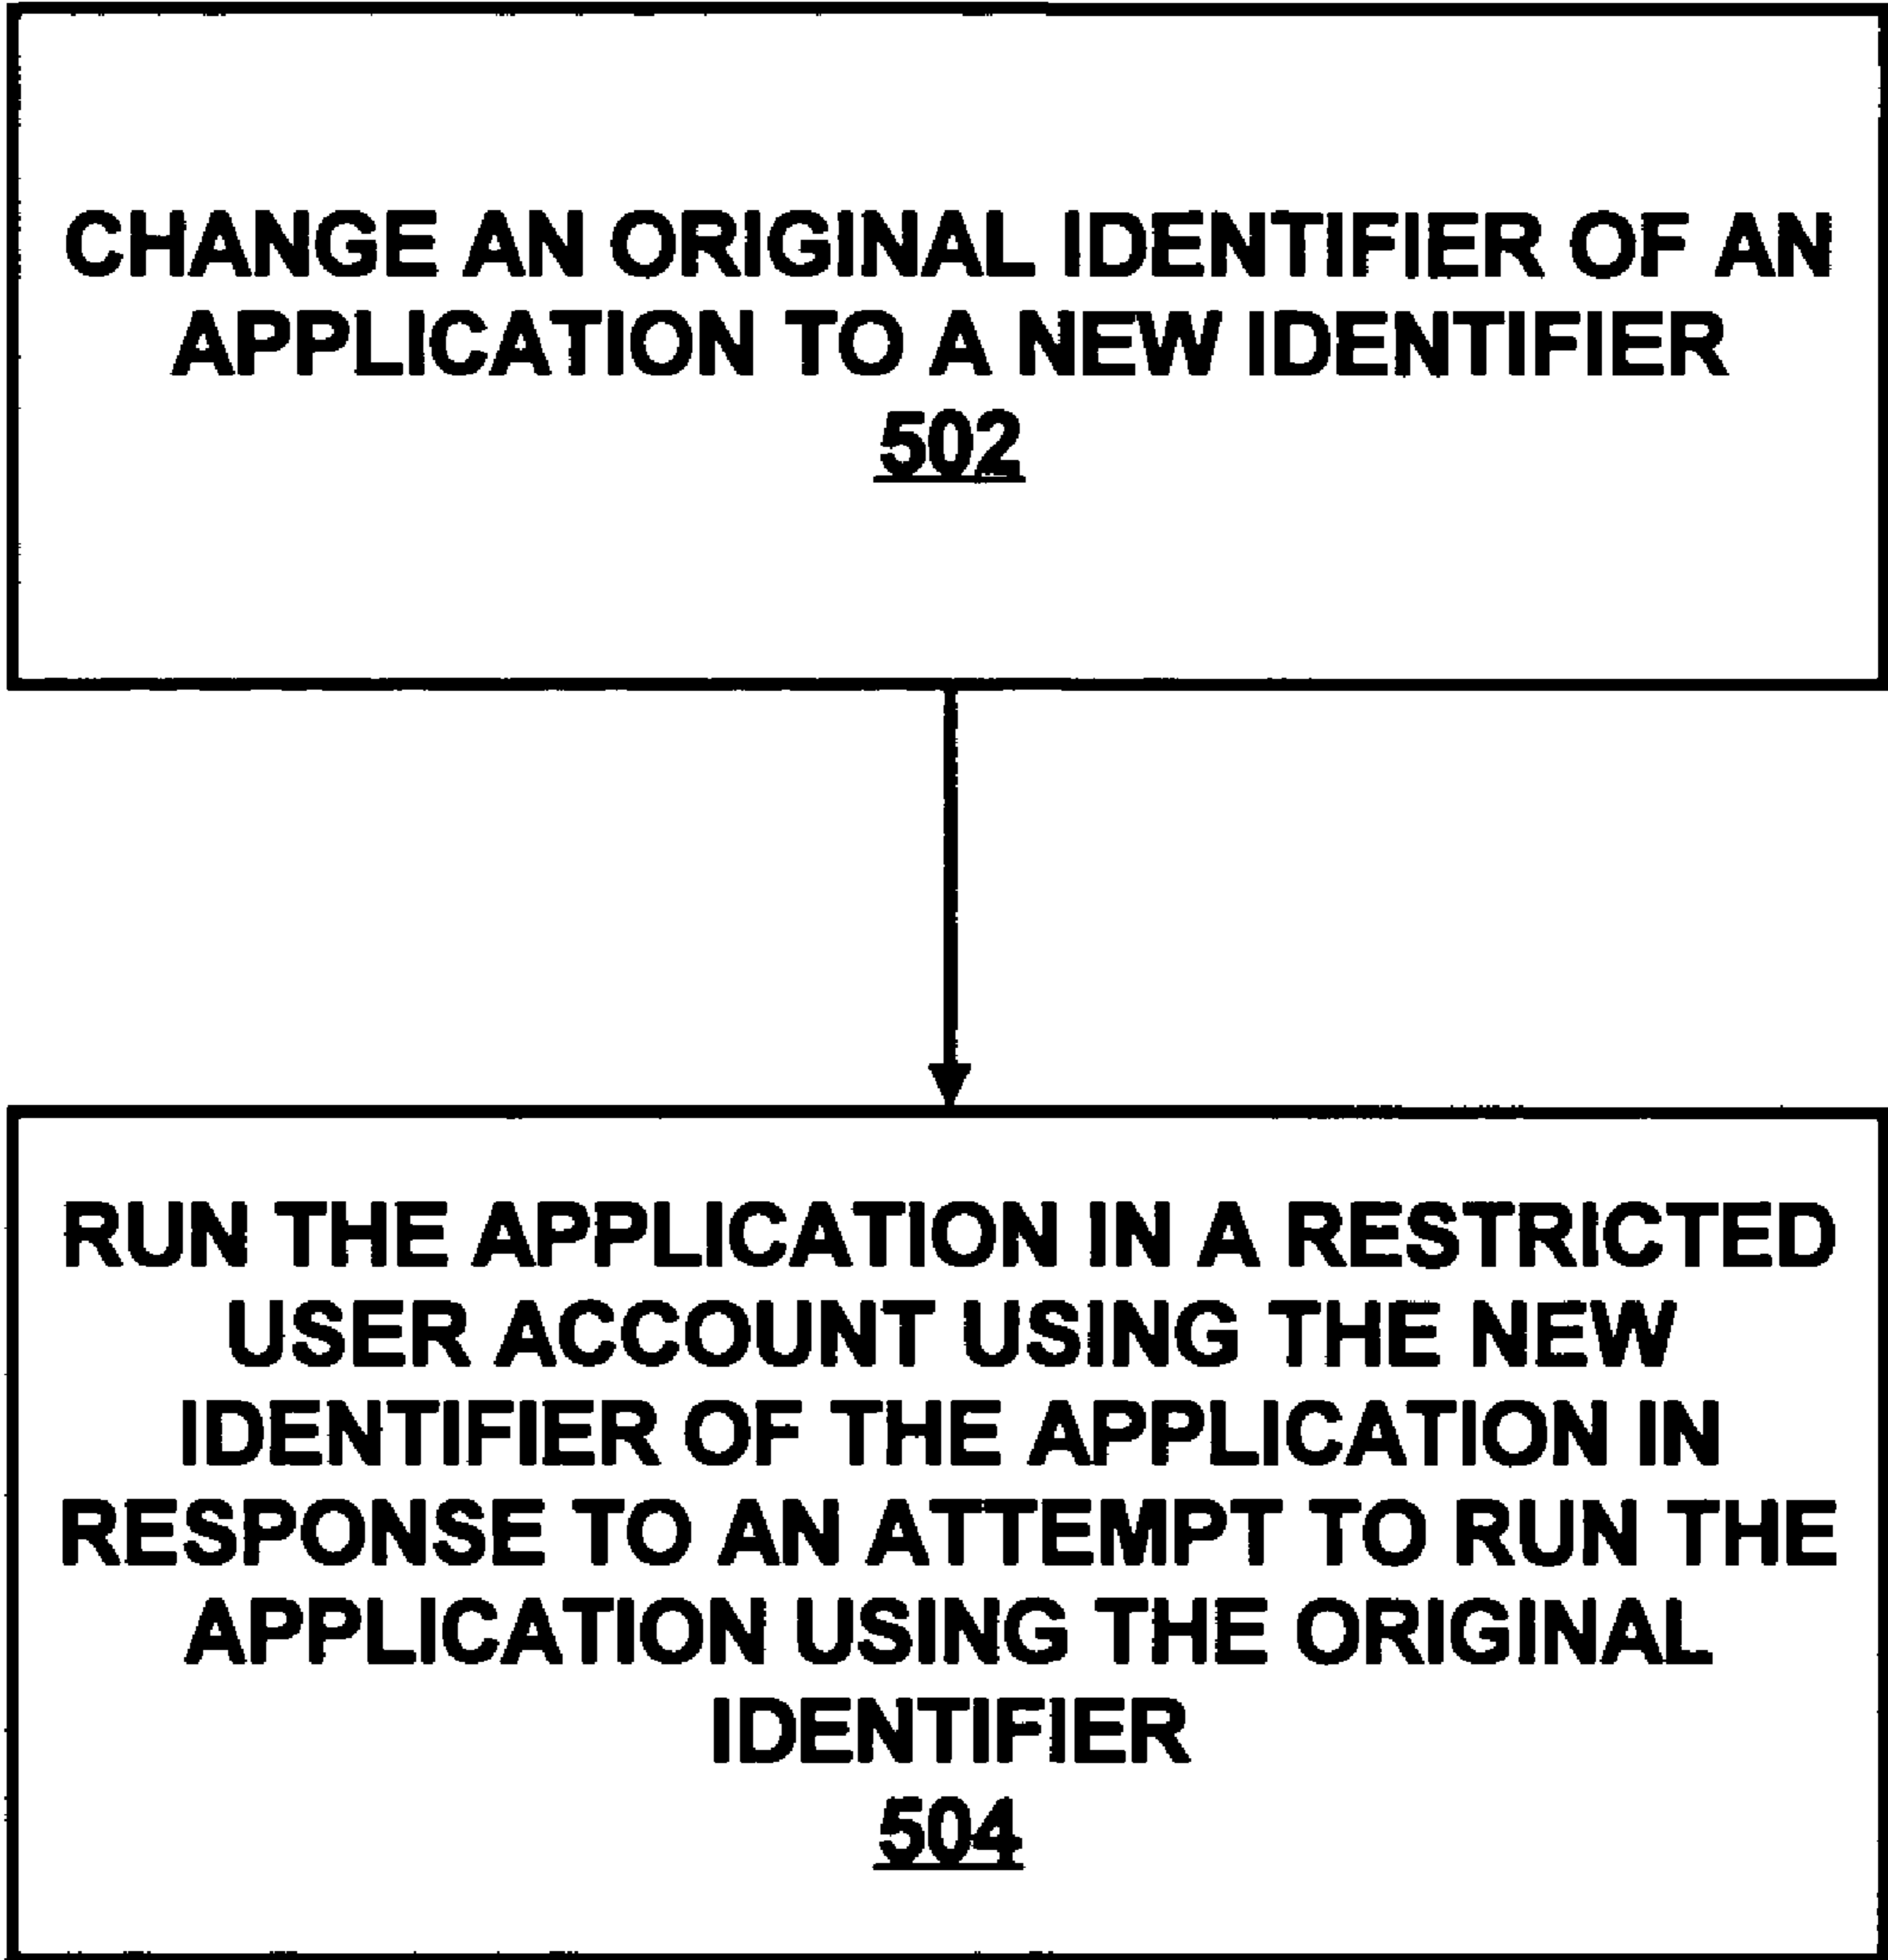 CHANGE AN ORIGINAL IDENTIFIER OF AN
APPLICATION TO A NEW IDENTIFIER
502
RUN THE APPLICATION IN A RESTRICTED
USER ACCOUNT USING THE NEW
IDENTIFIER OF THE APPLICATION IN
RESPONSE TO AN ATTEMPT TO RUN THE
APPLICATION USING THE ORIGINAL
IDENTIFIER
504